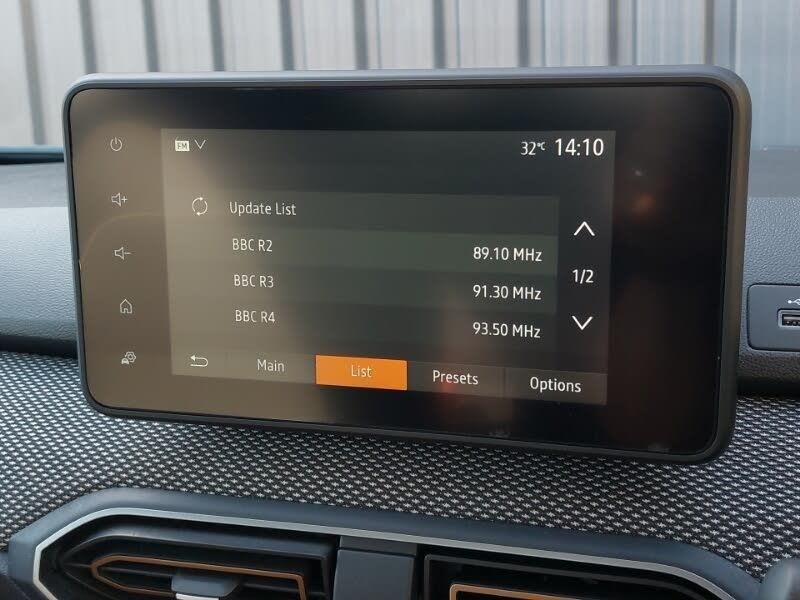 FM 32°C 14:10
Update List
BBC R2 89.10 MHz
BBC R3 91.30 MHz
1/2
BBC R4 93.50 MHz
Main List Presets Options